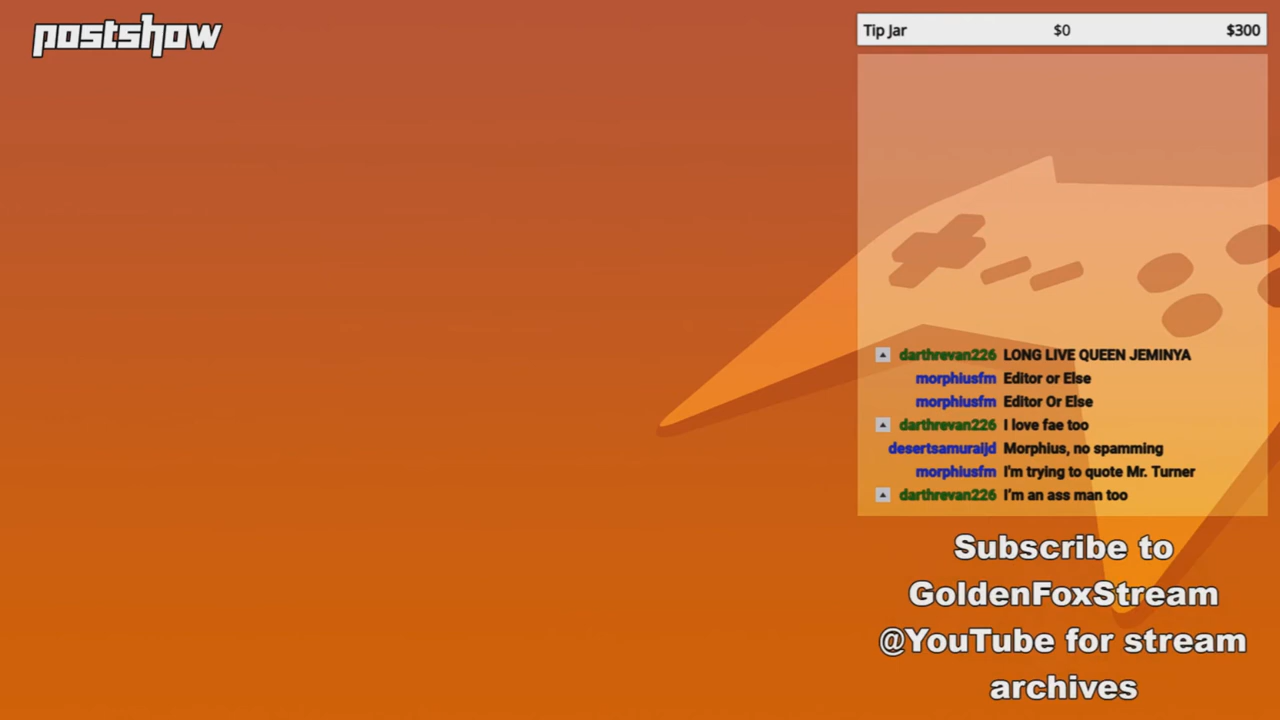 postshow
Tip Jar $0 $300
darthrevan226 LONG LIVE QUEEN JEMINYA
morphiusfm Editor or Else
morphiusfm Editor Or Else
darthrevan226 I love fae too
desertsamuraijd Morphius, no spamming
morphiusfm I'm trying to quote Mr. Turner
darthrevan226 I'm an ass man too
Subscribe to
GoldenFoxStream
@YouTube for stream
archives